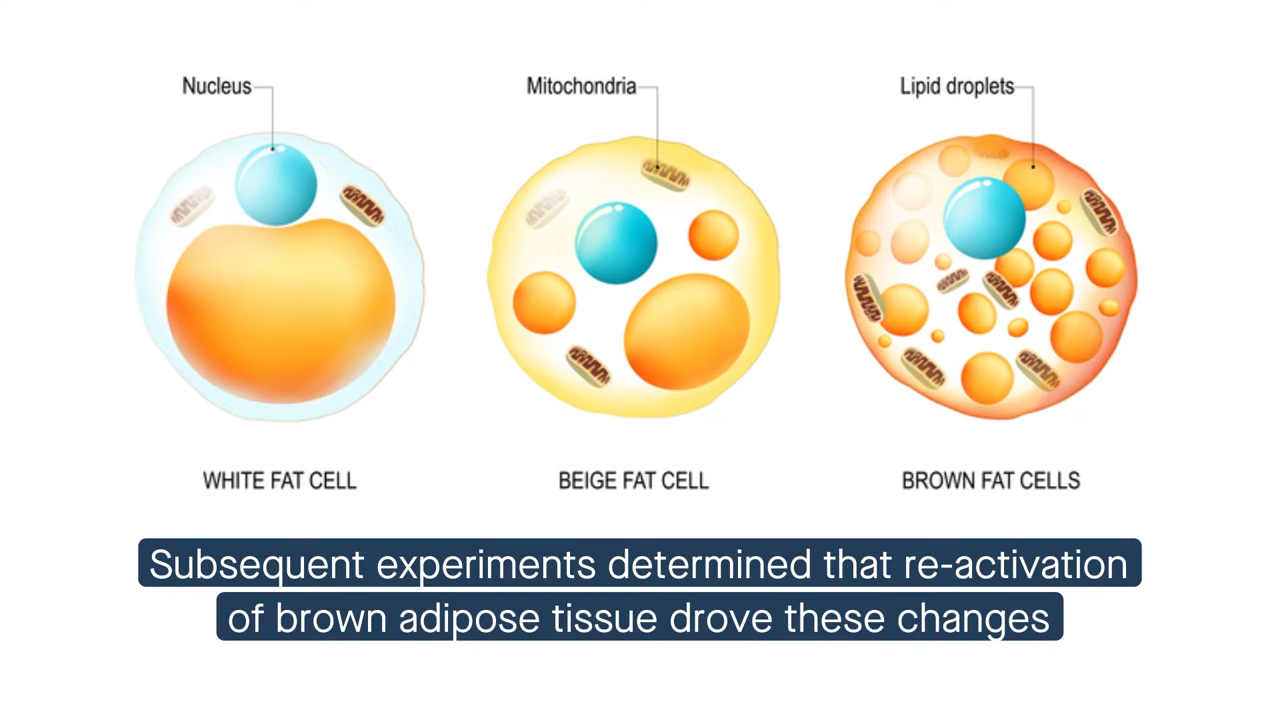 Nucleus
Mitochondria
Lipid droplets
WHITE FAT CELL
BEIGE FAT CELL
BROWN FAT CELLS
Subsequent experiments determined that re-activation
of brown adipose tissue drove these changes